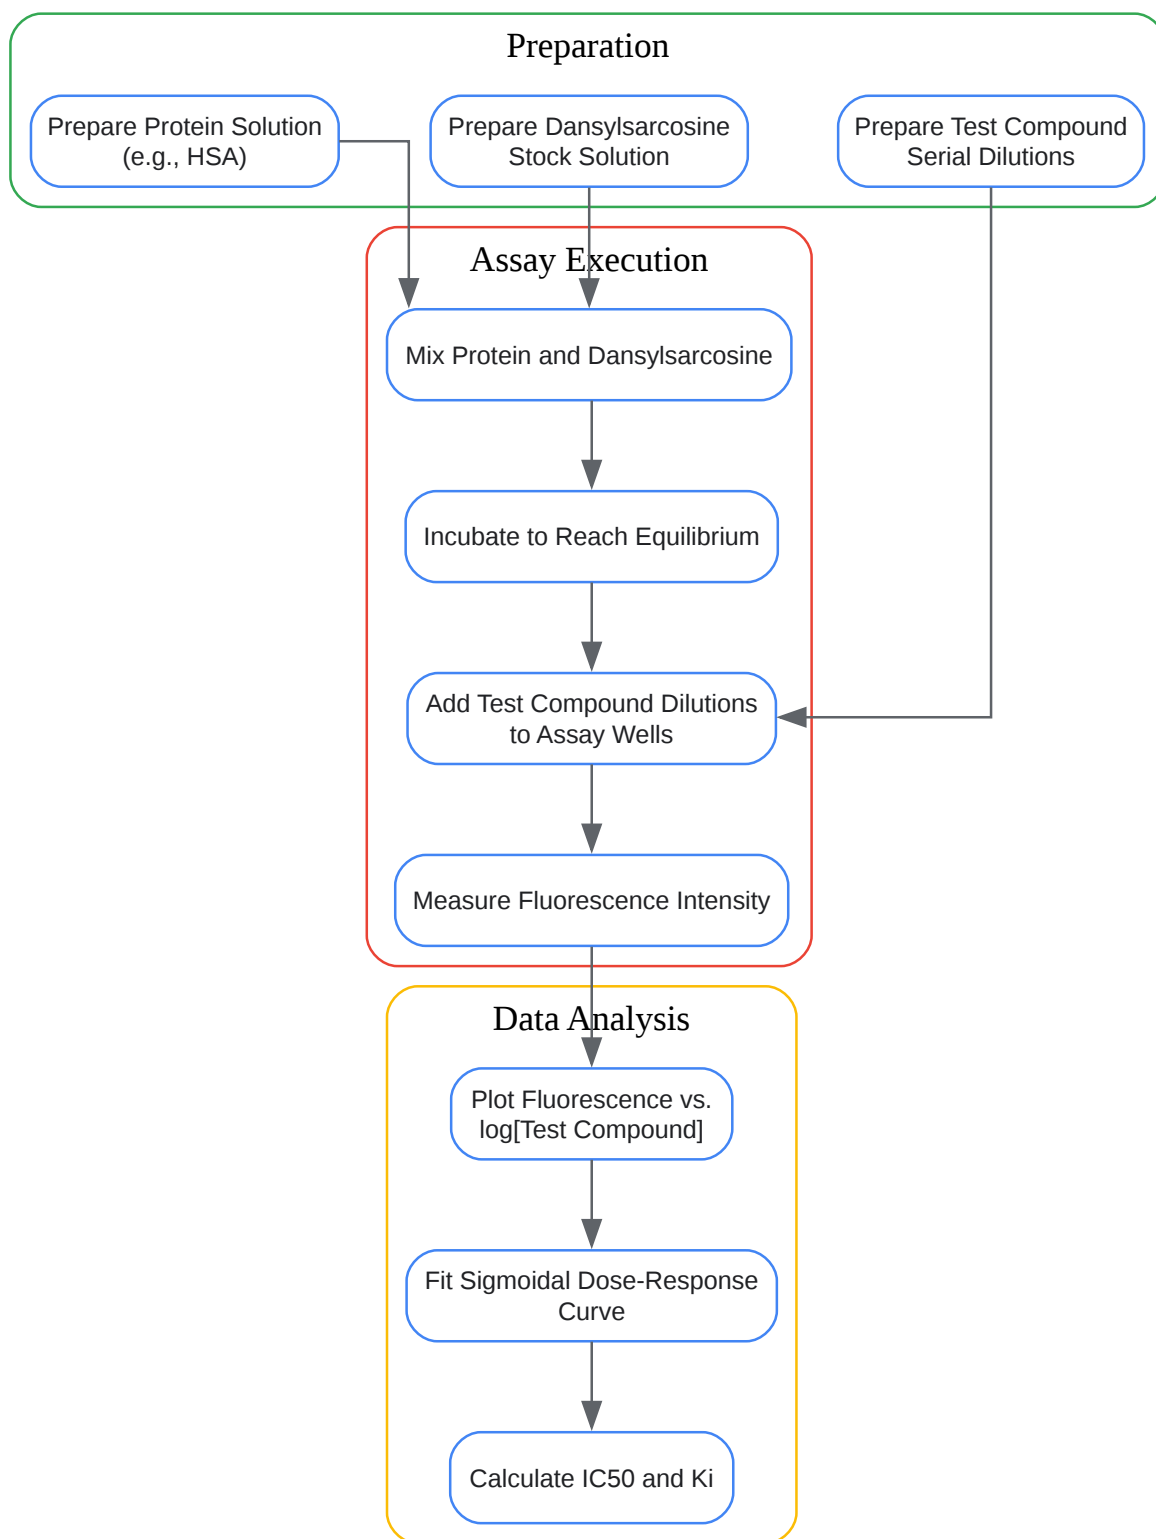 Preparation
Prepare Protein Solution
(e.g., HSA)
Prepare Dansylsarcosine
Stock Solution
Prepare Test Compound
Serial Dilutions
Assay Execution
Mix Protein and Dansylsarcosine
Incubate to Reach Equilibrium
Add Test Compound Dilutions
to Assay Wells
Measure Fluorescence Intensity
Data Analysis
Plot Fluorescence vs.
log[Test Compound]
Fit Sigmoidal Dose-Response
Curve
Calculate IC50 and Ki